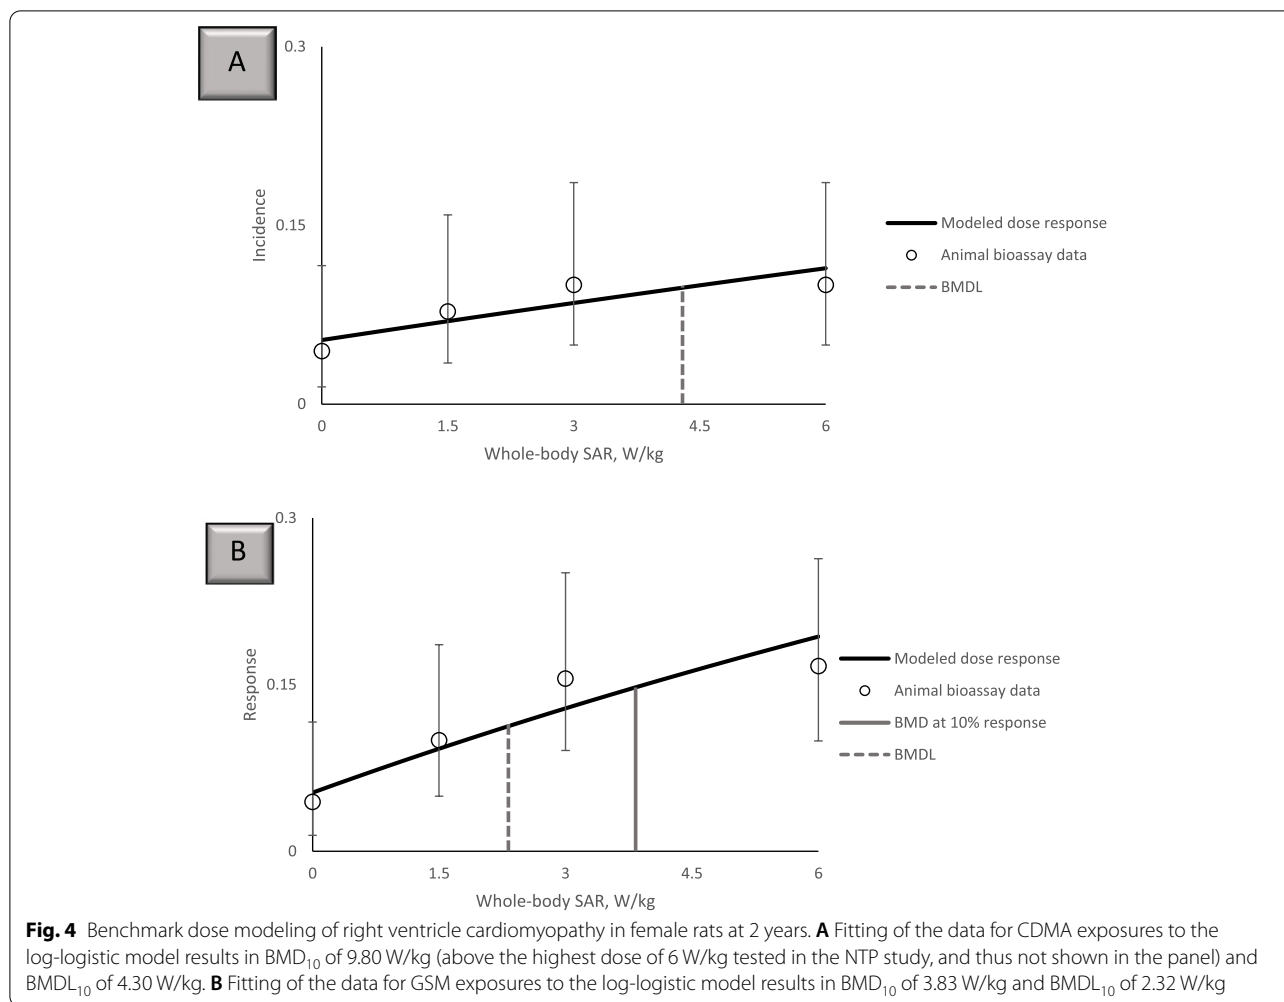 A
0.3
0.15
0
Incidence
0
1.5
3
4.5
6
Whole-body SAR, W/kg
Modeled dose response
Animal bioassay data
BMDL
B
0.3
0.15
0
Response
0
1.5
3
4.5
6
Whole-body SAR, W/kg
Modeled dose response
Animal bioassay data
BMD at 10% response
BMDL
Fig. 4 Benchmark dose modeling of right ventricle cardiomyopathy in female rats at 2 years. A Fitting of the data for CDMA exposures to the
log-logistic model results in BMD10 of 9.80 W/kg (above the highest dose of 6 W/kg tested in the NTP study, and thus not shown in the panel) and
BMDL10 of 4.30 W/kg. B Fitting of the data for GSM exposures to the log-logistic model results in BMD10 of 3.83 W/kg and BMDL10 of 2.32 W/kg